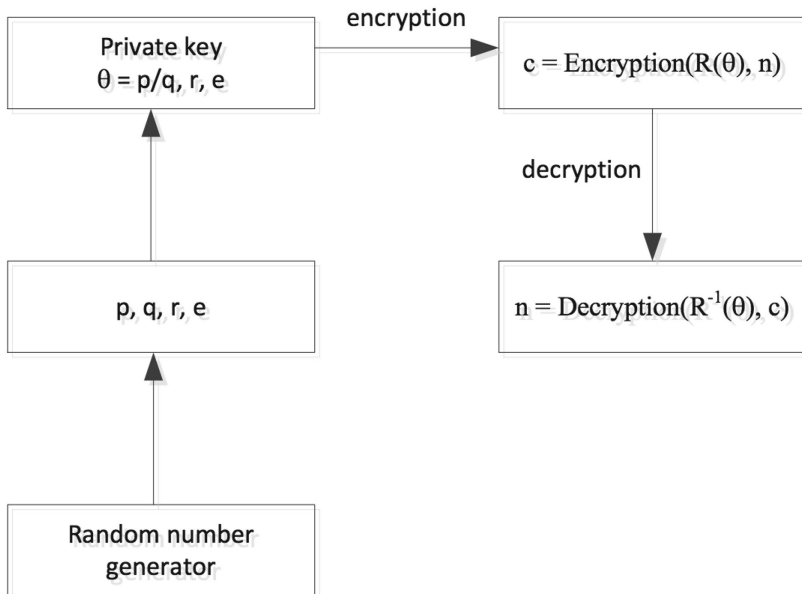 Private key
θ = p/q, r, e
encryption
c = Encryption(R(θ), n)
decryption
p, q, r, e
n = Decryption(R⁻¹(θ), c)
Random number
generator